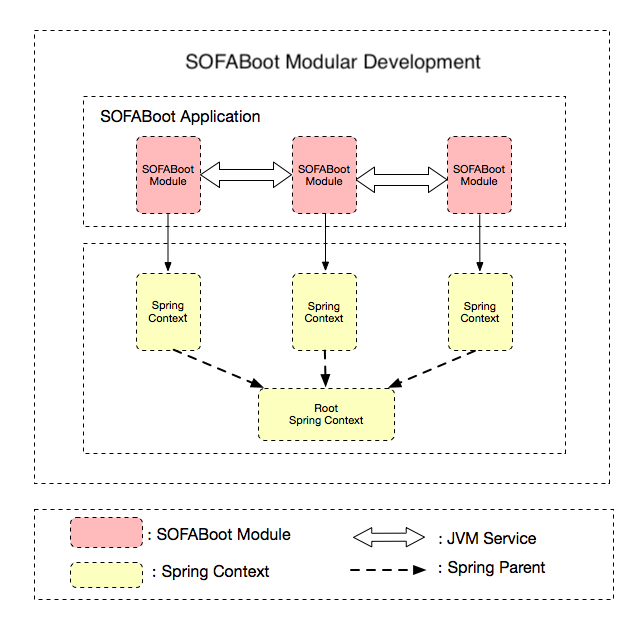 SOFABoot Modular Development
SOFABoot Application
SOFABoot
Module
SOFABoot
Module
SOFABoot
Module
Spring
Context
Spring
Context
Spring
Context
Root
Spring Context
: SOFABoot Module
: JVM Service
: Spring Context
: Spring Parent